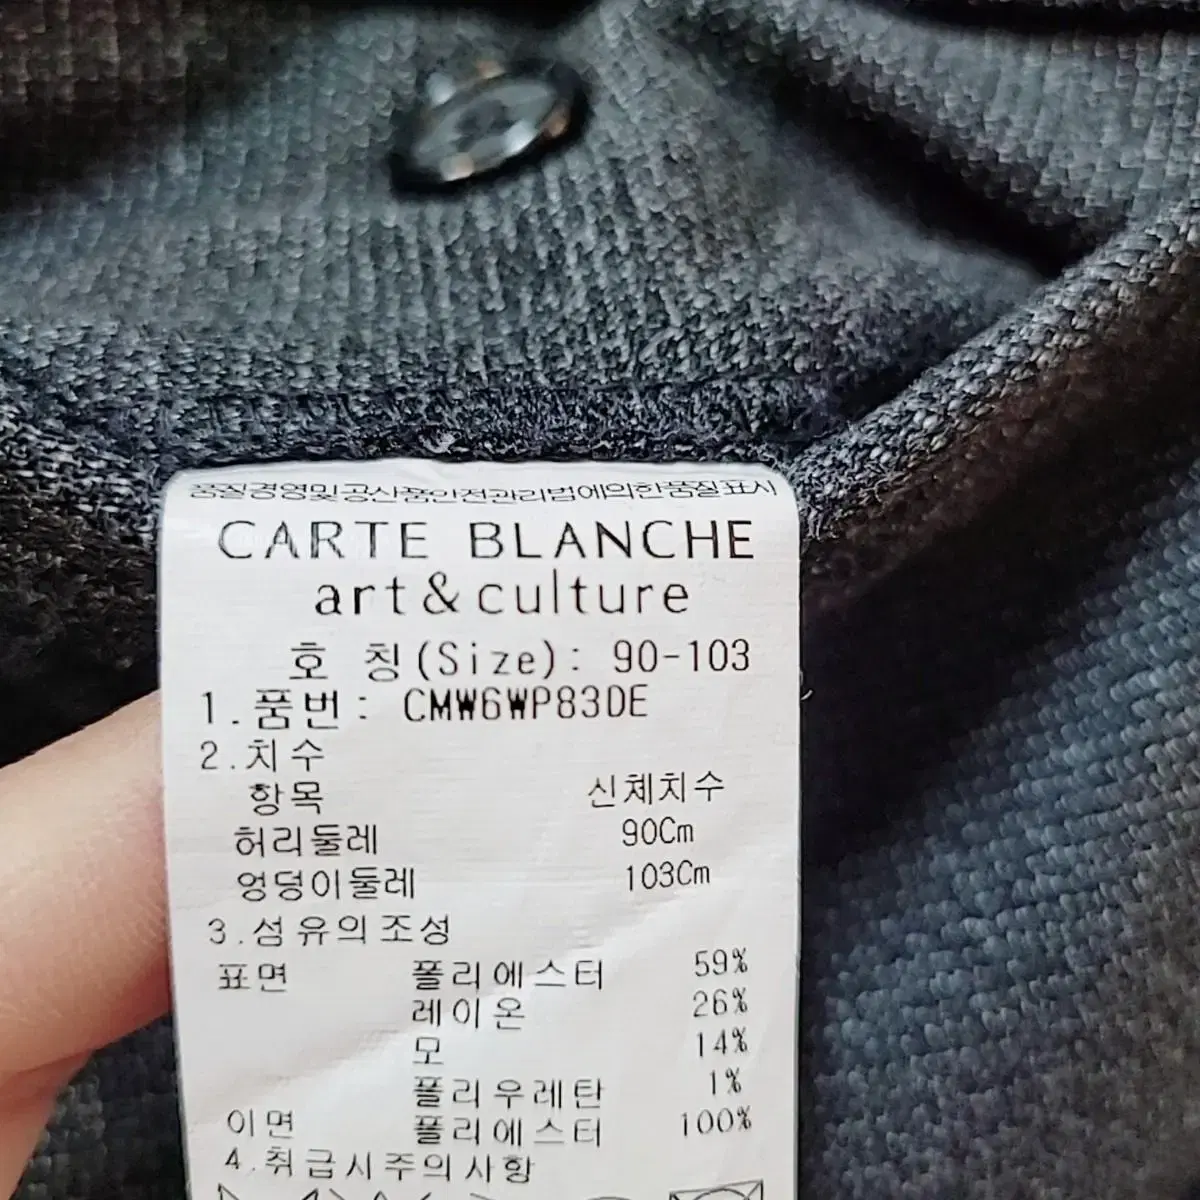 품질경영및공산품안전관리법에의한품질표시
CARTE BLANCHE
art&culture
호 칭(Size): 90-103
1.품번: CMW6WP83DE
2.치수
항목 신체치수
허리둘레 90Cm
엉덩이둘레 103Cm
3.섬유의조성
표면 폴리에스터 59%
레이온 26%
모 14%
폴리우레탄 1%
이면 폴리에스터 100%
4.취급시주의사항